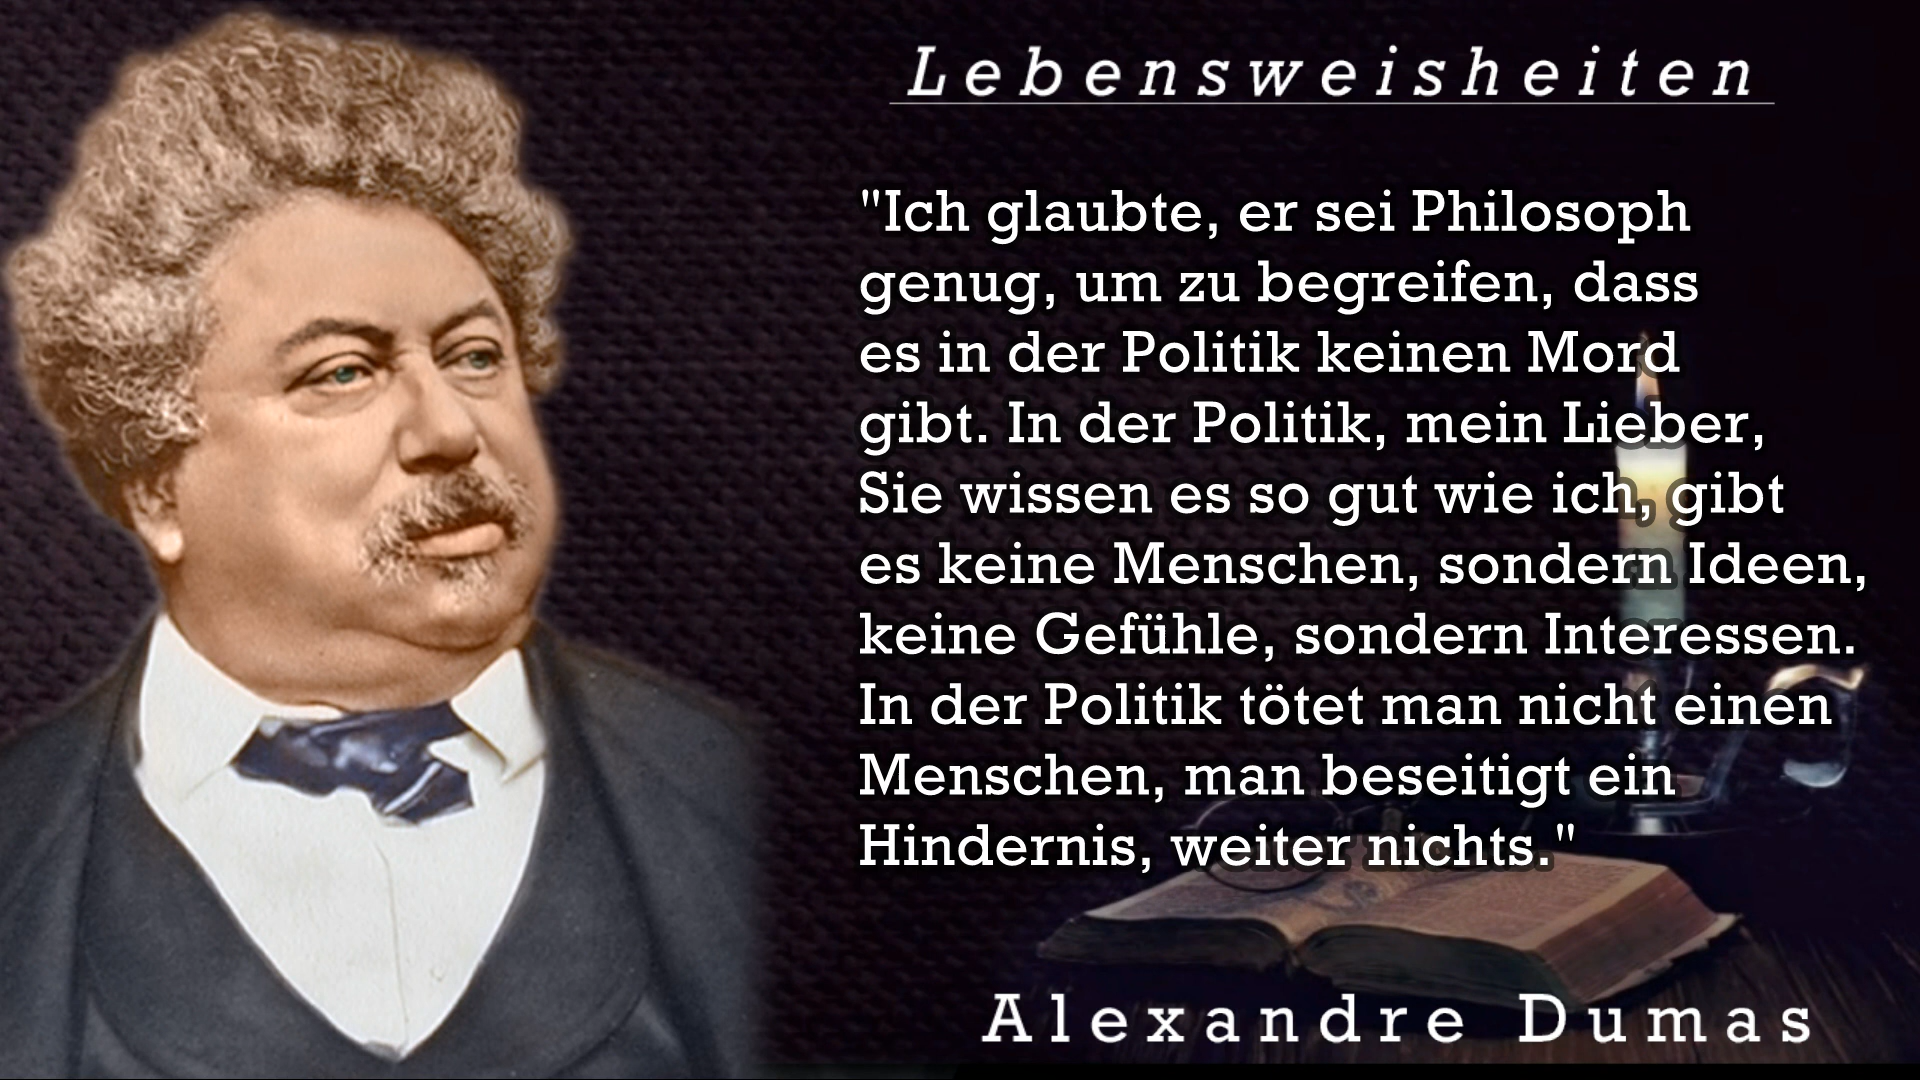 Lebensweisheiten
"Ich glaubte, er sei Philosoph
genug, um zu begreifen, dass
es in der Politik keinen Mord
gibt. In der Politik, mein Lieber,
Sie wissen es so gut wie ich, gibt
es keine Menschen, sondern Ideen,
keine Gefühle, sondern Interessen.
In der Politik tötet man nicht einen
Menschen, man beseitigt ein
Hindernis, weiter nichts."
Alexandre Dumas